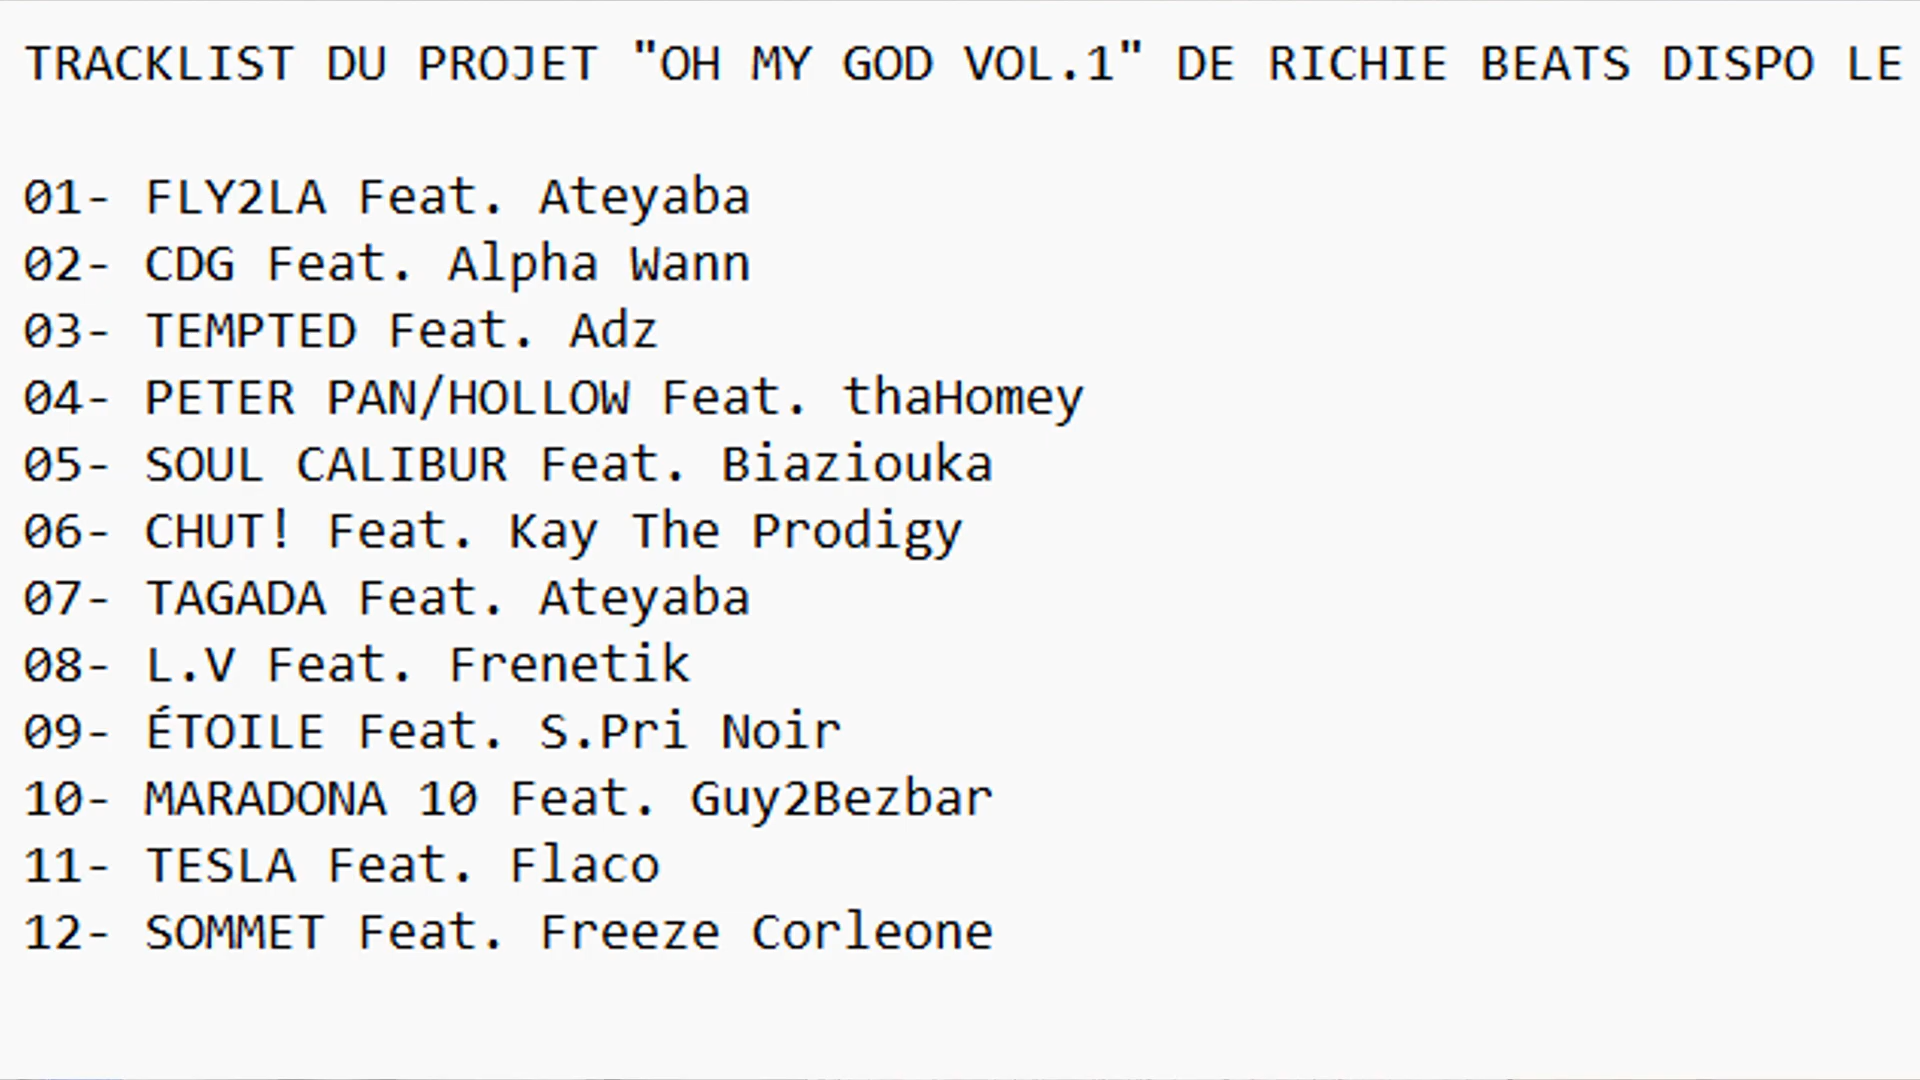 TRACKLIST DU PROJET "OH MY GOD VOL.1" DE RICHIE BEATS DISPO LE
01- FLY2LA Feat. Ateyaba
02- CDG Feat. Alpha Wann
03- TEMPTED Feat. Adz
04- PETER PAN/HOLLOW Feat. thaHomey
05- SOUL CALIBUR Feat. Biaziouka
06- CHUT! Feat. Kay The Prodigy
07- TAGADA Feat. Ateyaba
08- L.V Feat. Frenetik
09- ÉTOILE Feat. S.Pri Noir
10- MARADONA 10 Feat. Guy2Bezbar
11- TESLA Feat. Flaco
12- SOMMET Feat. Freeze Corleone